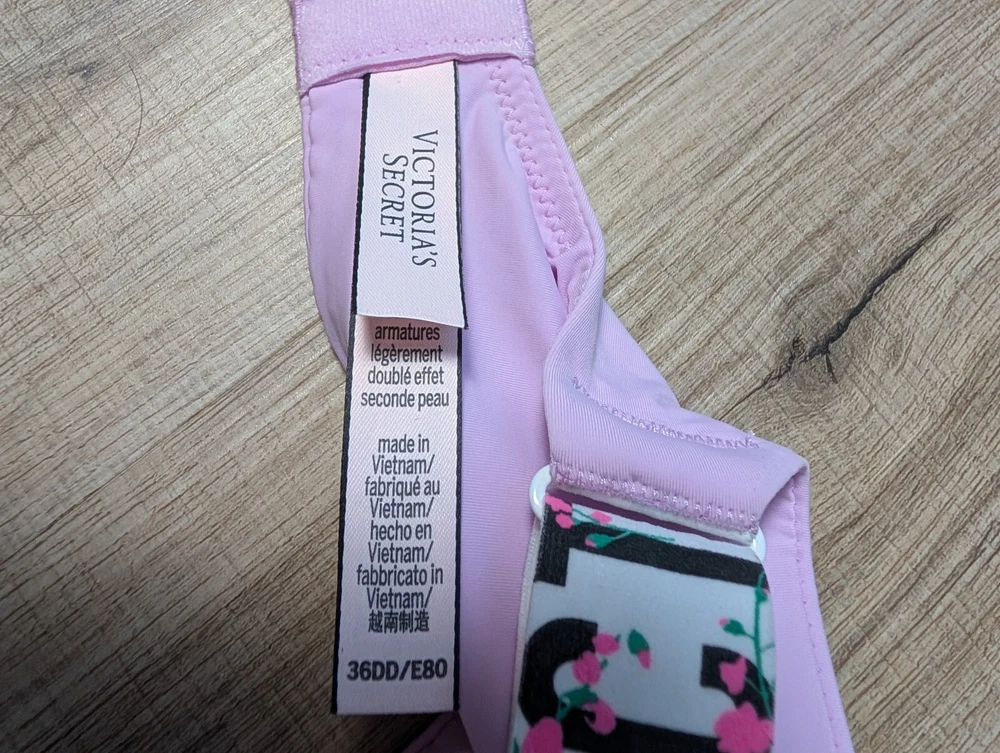 VICTORIA'S
SECRET
armatures
légèrement
doublé effet
seconde peau
made in
Vietnam/
fabriqué au
Vietnam/
hecho en
Vietnam/
fabbricato in
Vietnam/
越南制造
36DD/E80